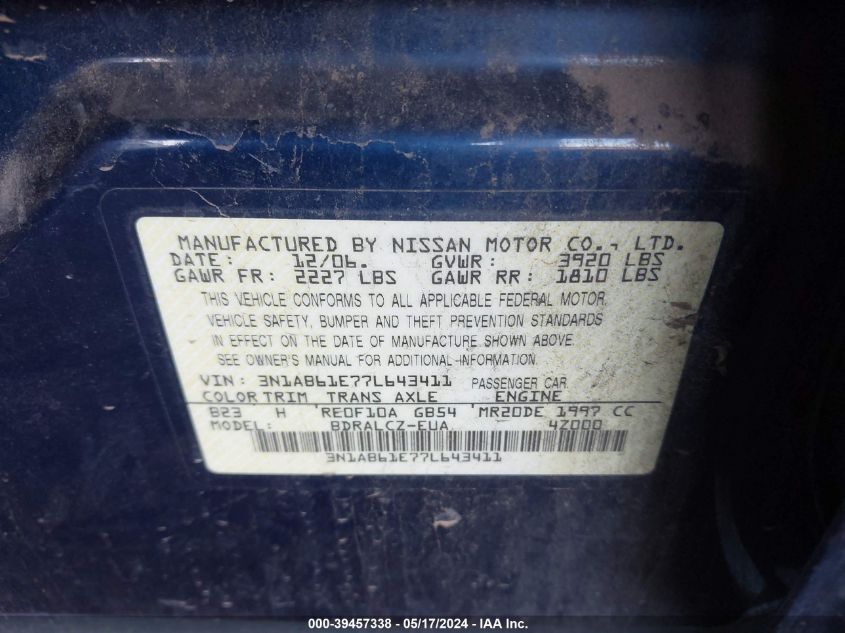 MANUFACTURED BY NISSAN MOTOR CO., LTD.
DATE: 12/06. GVWR: 3920 LBS
GAWR FR: 2227 LBS GAWR RR: 1810 LBS
THIS VEHICLE CONFORMS TO ALL APPLICABLE FEDERAL MOTOR
VEHICLE SAFETY, BUMPER AND THEFT PREVENTION STANDARDS
IN EFFECT ON THE DATE OF MANUFACTURE SHOWN ABOVE.
SEE OWNER'S MANUAL FOR ADDITIONAL INFORMATION.
VIN: 3N1AB61E77L643411 PASSENGER CAR
COLOR TRIM TRANS AXLE ENGINE
B23 H RE0F10A GB54 MR20DE 1997 CC
MODEL: BDRALCZ-EUA 4Z000
3N1AB61E77L643411
000-39457338 - 05/17/2024 - IAA Inc.